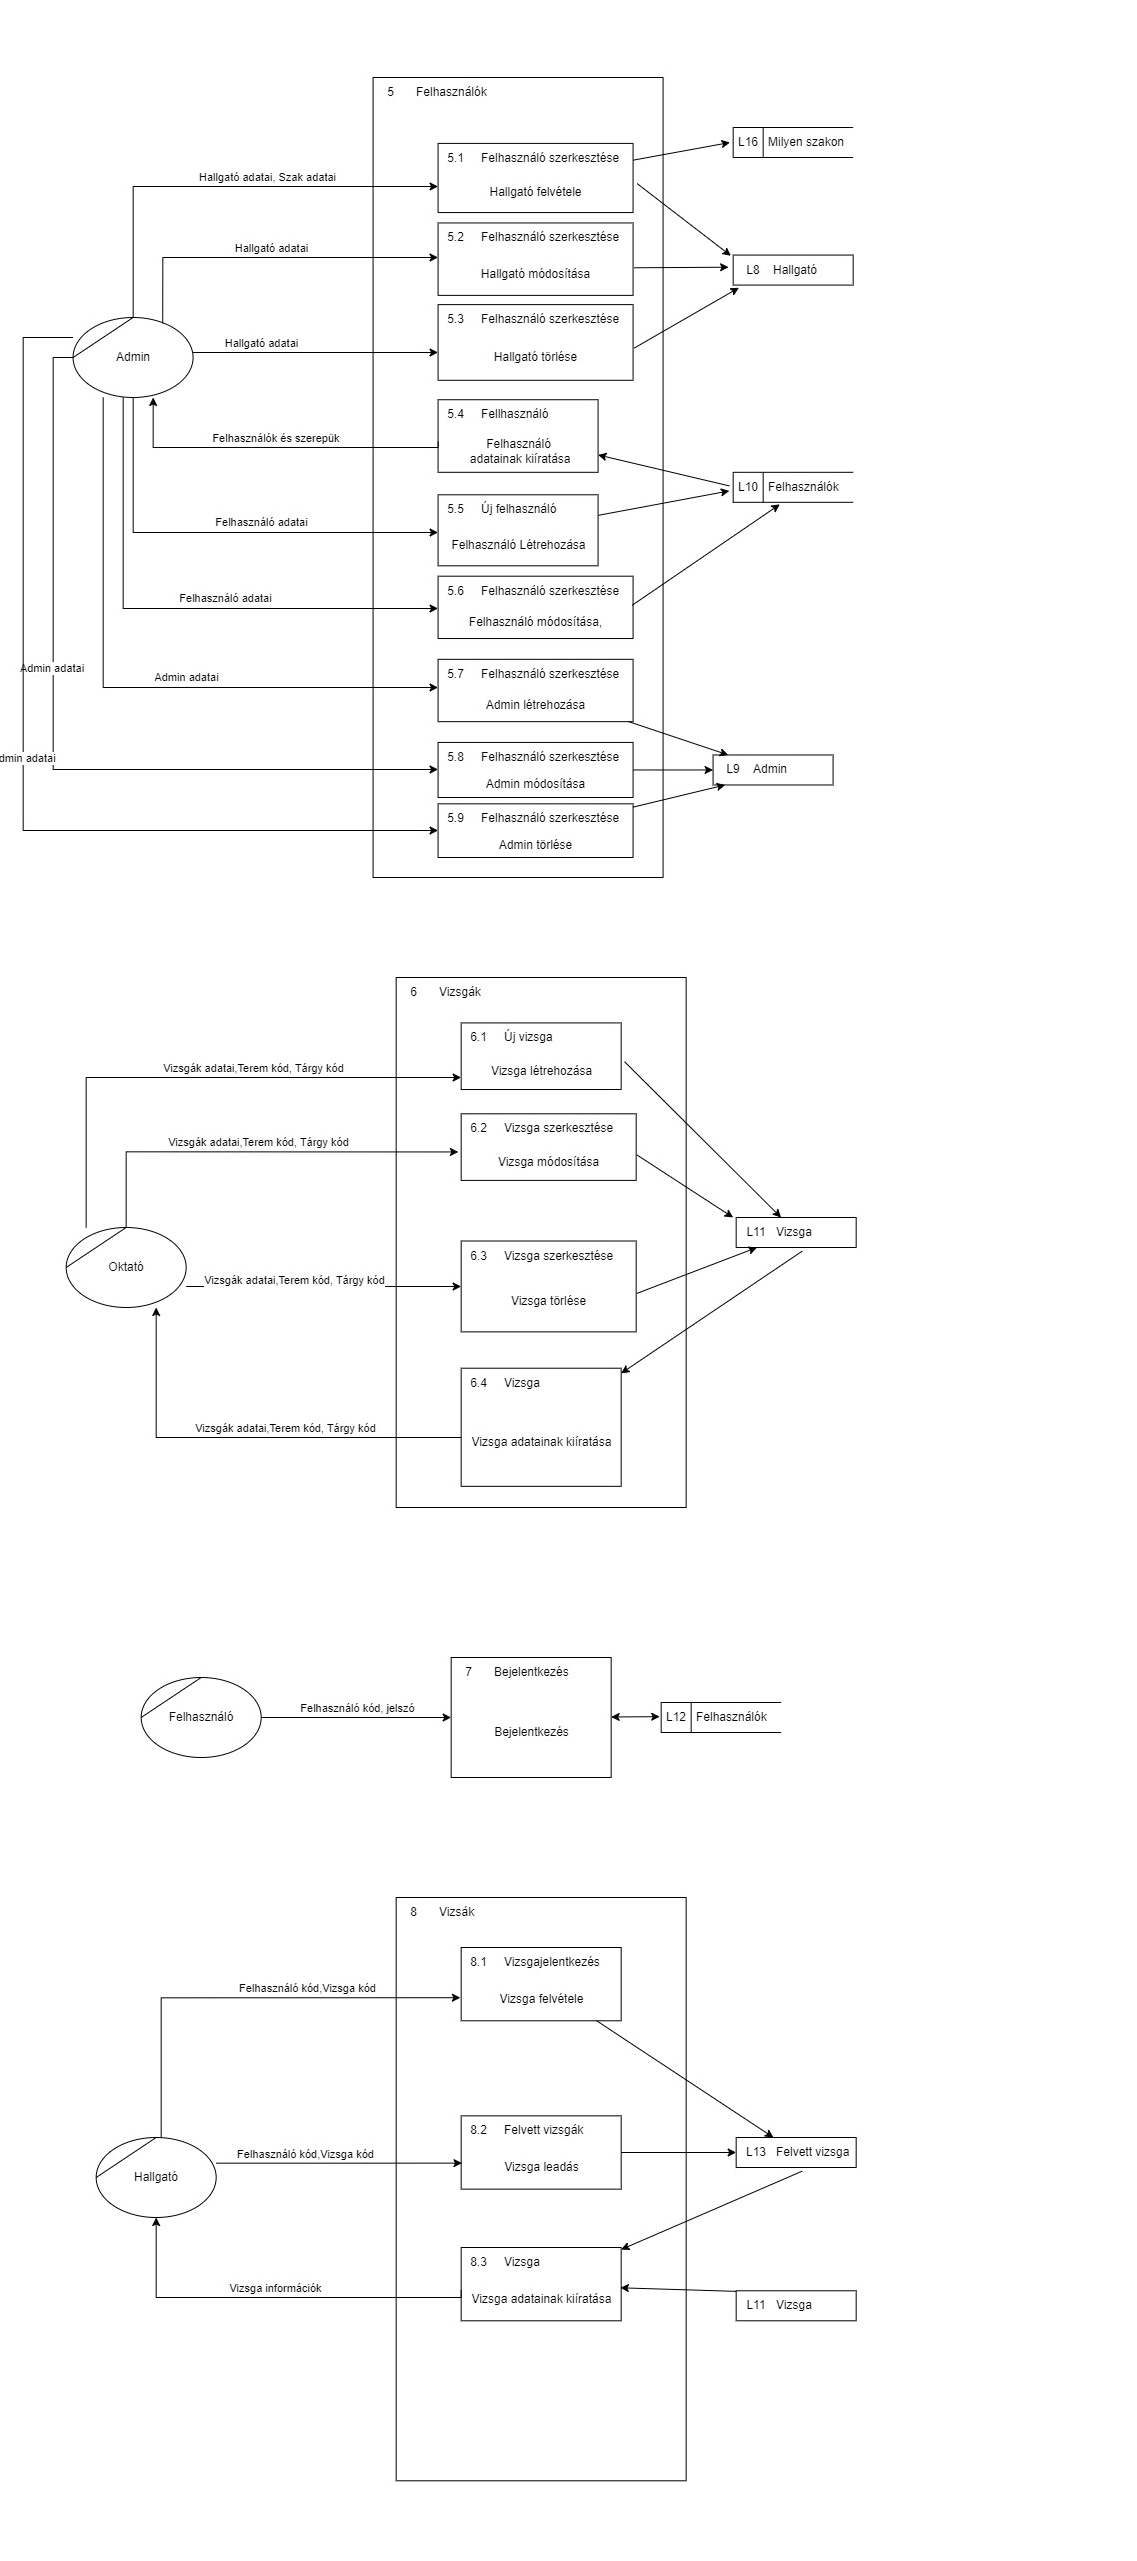 5 Felhasználók
L16 Milyen szakon
5.1 Felhasználó szerkesztése
Hallgató adatai, Szak adatai
Hallgató felvétele
5.2 Felhasználó szerkesztése
Hallgató adatai
Hallgató módosítása
L8 Hallgató
5.3 Felhasználó szerkesztése
Hallgató adatai
Hallgató törlése
Admin
5.4 Fellhasználó
Felhasználók és szerepük
Felhasználó
adatainak kiíratása
L10 Felhasználók
5.5 Új felhasználó
Felhasználó adatai
Felhasználó Létrehozása
5.6 Felhasználó szerkesztése
Felhasználó adatai
Felhasználó módosítása,
Admin adatai
5.7 Felhasználó szerkesztése
Admin adatai
Admin létrehozása
dmin adatai
5.8 Felhasználó szerkesztése
L9 Admin
Admin módosítása
5.9 Felhasználó szerkesztése
Admin törlése
6 Vizsgák
6.1 Új vizsga
Vizsgák adatai,Terem kód, Tárgy kód
Vizsga létrehozása
6.2 Vizsga szerkesztése
Vizsgák adatai,Terem kód, Tárgy kód
Vizsga módosítása
L11 Vizsga
6.3 Vizsga szerkesztése
Oktató
Vizsgák adatai,Terem kód, Tárgy kód
Vizsga törlése
6.4 Vizsga
Vizsgák adatai,Terem kód, Tárgy kód
Vizsga adatainak kiíratása
7 Bejelentkezés
Felhasználó kód, jelszó
Felhasználó
Bejelentkezés
L12 Felhasználók
8 Vizsák
8.1 Vizsgajelentkezés
Felhasználó kód,Vizsga kód
Vizsga felvétele
8.2 Felvett vizsgák
Felhasználó kód,Vizsga kód
Vizsga leadás
L13 Felvett vizsga
Hallgató
8.3 Vizsga
Vizsga információk
Vizsga adatainak kiíratása
L11 Vizsga